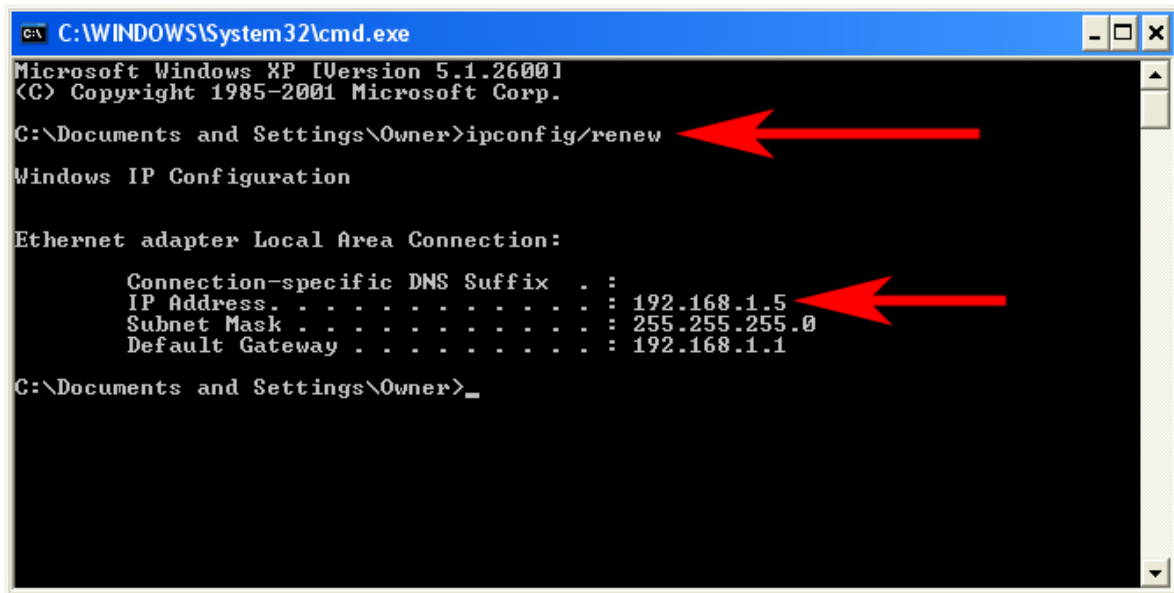 C:\WINDOWS\System32\cmd.exe
Microsoft Windows XP [Version 5.1.2600]
(C) Copyright 1985-2001 Microsoft Corp.
C:\Documents and Settings\Owner>ipconfig/renew
Windows IP Configuration
Ethernet adapter Local Area Connection:
Connection-specific DNS Suffix . :
IP Address. . . . . . . . . . . . : 192.168.1.5
Subnet Mask . . . . . . . . . . . : 255.255.255.0
Default Gateway . . . . . . . . . : 192.168.1.1
C:\Documents and Settings\Owner>_